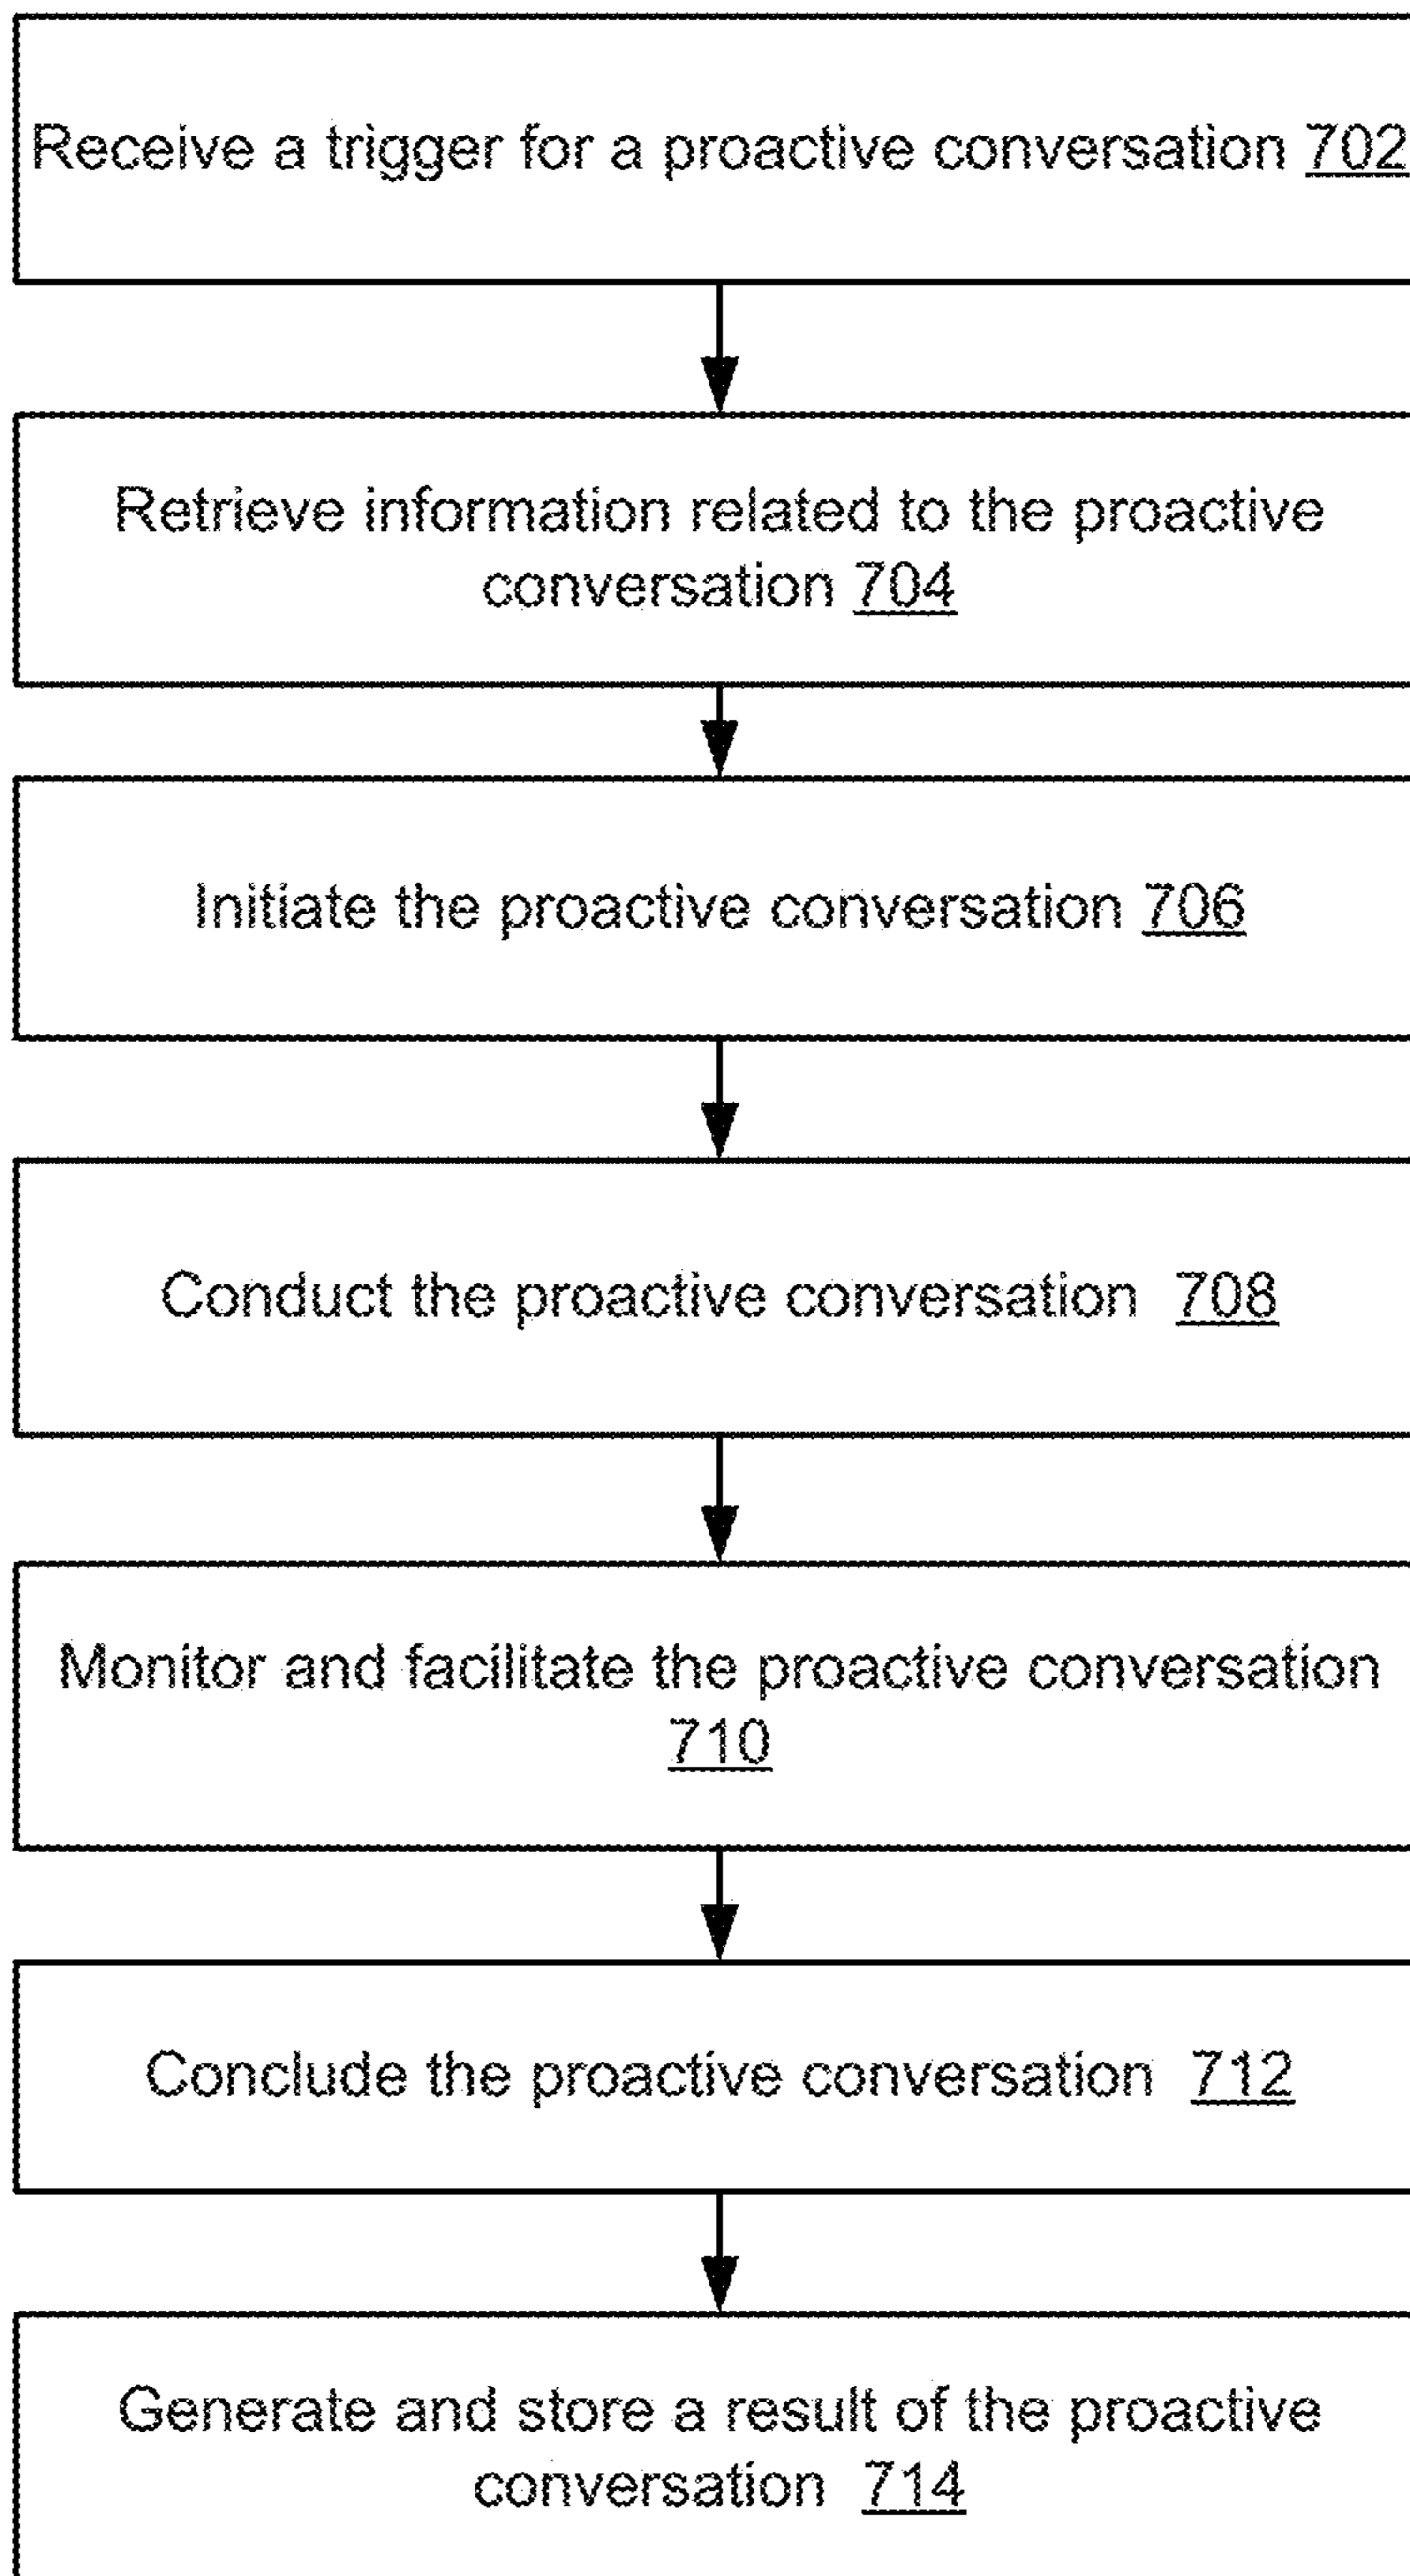 Receive a trigger for a proactive conversation 702
Retrieve information related to the proactive
conversation 704
Initiate the proactive conversation 706
Conduct the proactive conversation 708
Monitor and facilitate the proactive conversation
710
Conclude the proactive conversation 712
Generate and store a result of the proactive
conversation 714